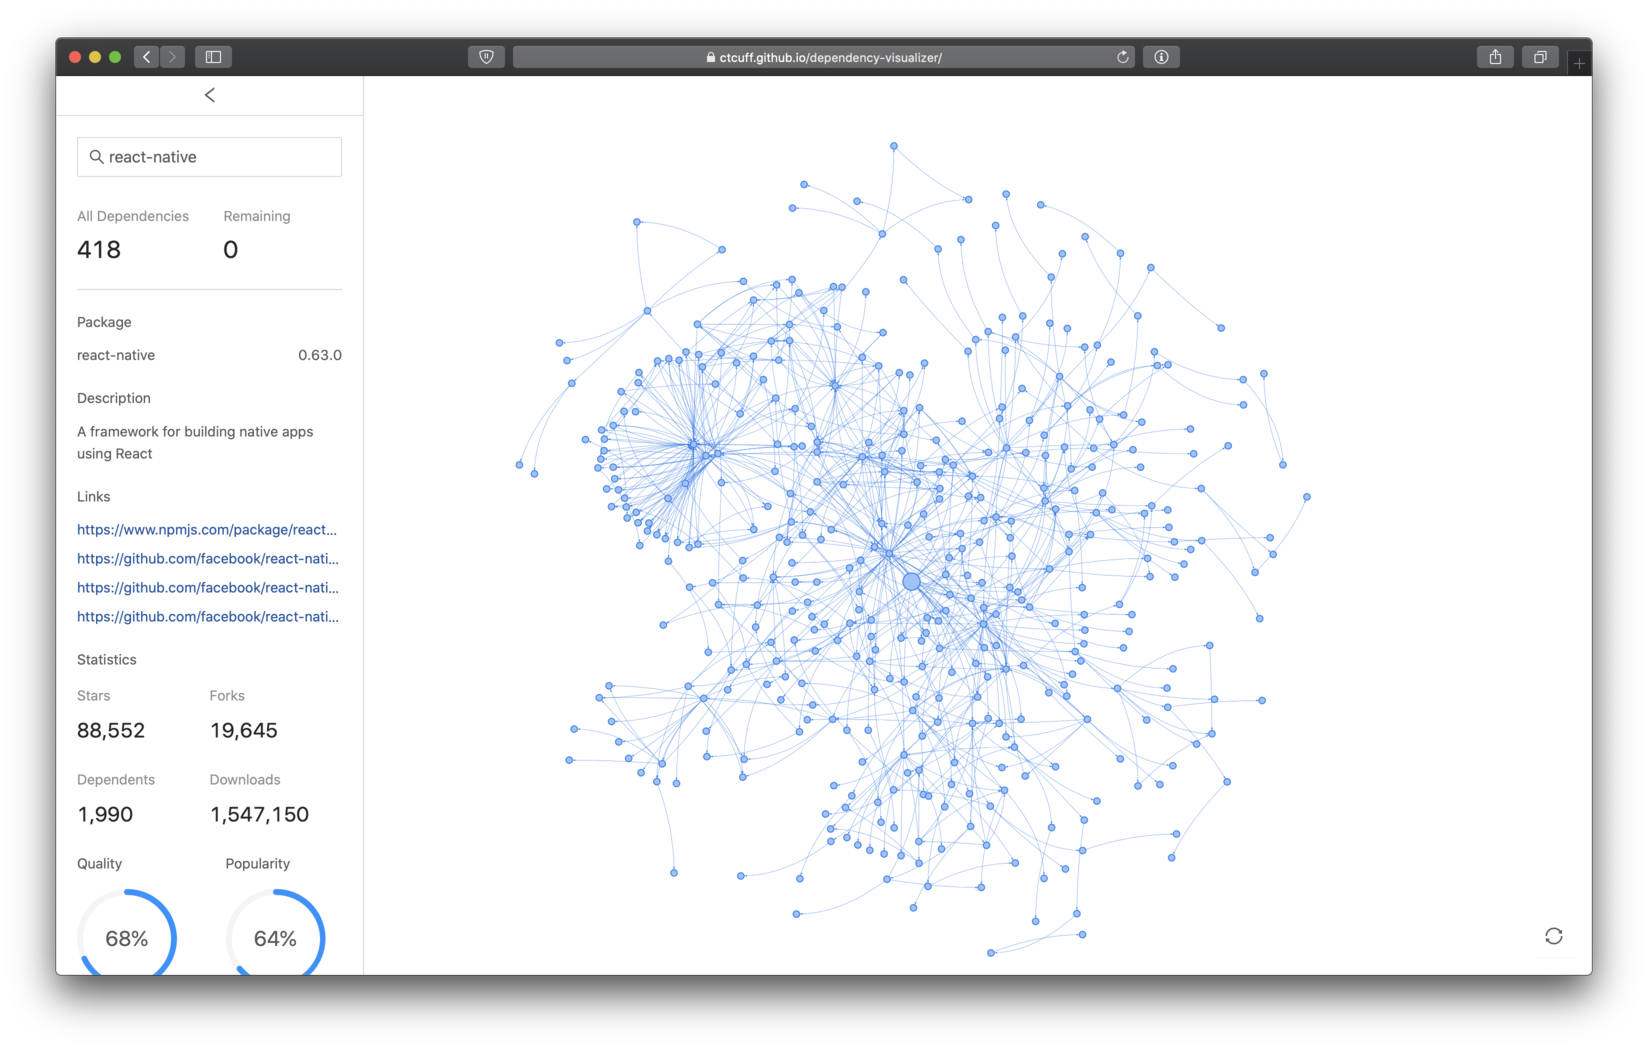 ctcuff.github.io/dependency-visualizer/
react-native
All Dependencies Remaining
418 0
Package
react-native 0.63.0
Description
A framework for building native apps
using React
Links
https://www.npmjs.com/package/react...
https://github.com/facebook/react-nati...
https://github.com/facebook/react-nati...
https://github.com/facebook/react-nati...
Statistics
Stars Forks
88,552 19,645
Dependents Downloads
1,990 1,547,150
Quality Popularity
68% 64%